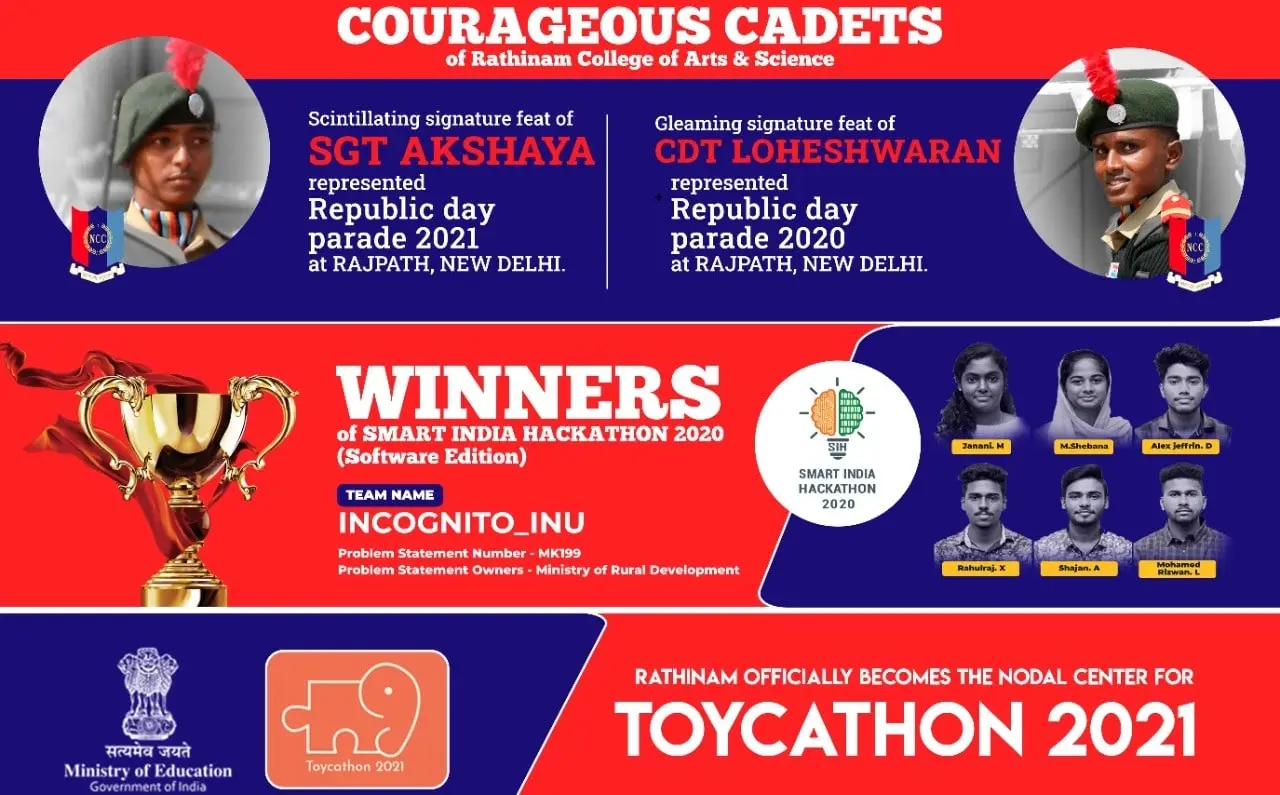 COURAGEOUS CADETS
of Rathinam College of Arts & Science
Scintillating signature feat of
SGT AKSHAYA
represented
Republic day
parade 2021
at RAJPATH, NEW DELHI.
NCC
Gleaming signature feat of
CDT LOHESHWARAN
represented
Republic day
parade 2020
at RAJPATH, NEW DELHI.
NCC
WINNERS
of SMART INDIA HACKATHON 2020
(Software Edition)
TEAM NAME
INCOGNITO_INU
Problem Statement Number - MK199
Problem Statement Owners - Ministry of Rural Development
SIH
SMART INDIA
HACKATHON
2020
Janani. M
M.Shebana
Alex jeffrin. D
Rahulraj. X
Shajan. A
Mohamed
Rizwan. L
सत्यमेव जयते
Ministry of Education
Government of India
Toycathon 2021
RATHINAM OFFICIALLY BECOMES THE NODAL CENTER FOR
TOYCATHON 2021